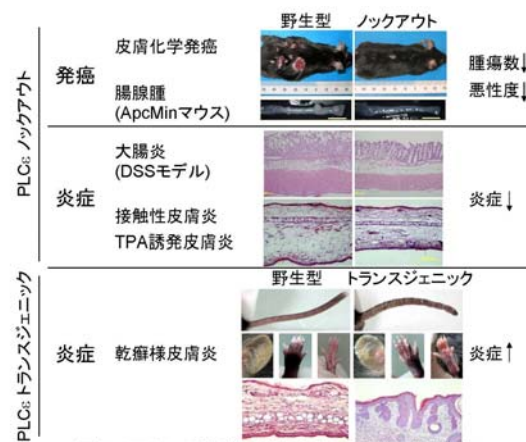 野生型 ノックアウト
PLCε ノックアウト
発癌
皮膚化学発癌
腸腺腫
(ApcMinマウス)
腫瘍数↓
悪性度↓
炎症
大腸炎
(DSSモデル)
接触性皮膚炎
TPA誘発皮膚炎
炎症↓
野生型 トランスジェニック
PLCε トランスジェニック
炎症
乾癬様皮膚炎
炎症↑